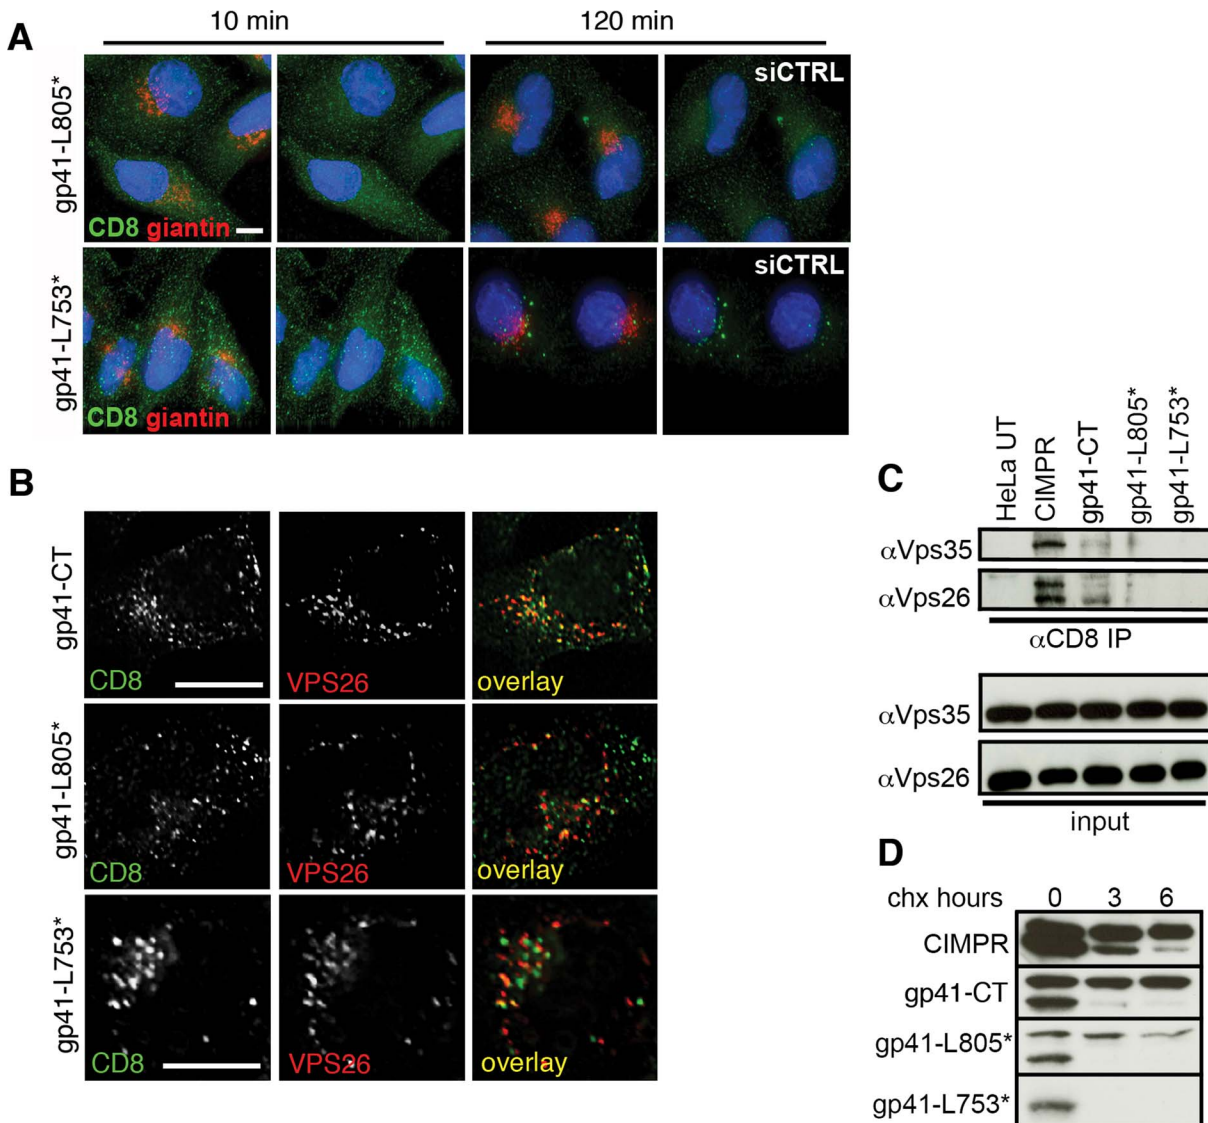 A
10 min
120 min
gp41-L805*
siCTRL
CD8 giantin
gp41-L753*
siCTRL
CD8 giantin
B
gp41-CT
CD8
VPS26
overlay
gp41-L805*
CD8
VPS26
overlay
gp41-L753*
CD8
VPS26
overlay
C
HeLa UT
CIMPR
gp41-CT
gp41-L805*
gp41-L753*
αVps35
αVps26
αCD8 IP
αVps35
αVps26
input
D
chx hours 0 3 6
CIMPR
gp41-CT
gp41-L805*
gp41-L753*